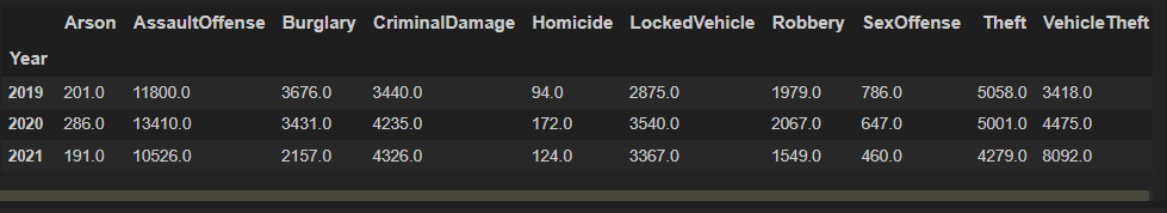 Arson AssaultOffense Burglary CriminalDamage Homicide LockedVehicle Robbery SexOffense Theft VehicleTheft
Year
2019 201.0 11800.0 3676.0 3440.0 94.0 2875.0 1979.0 786.0 5058.0 3418.0
2020 286.0 13410.0 3431.0 4235.0 172.0 3540.0 2067.0 647.0 5001.0 4475.0
2021 191.0 10526.0 2157.0 4326.0 124.0 3367.0 1549.0 460.0 4279.0 8092.0